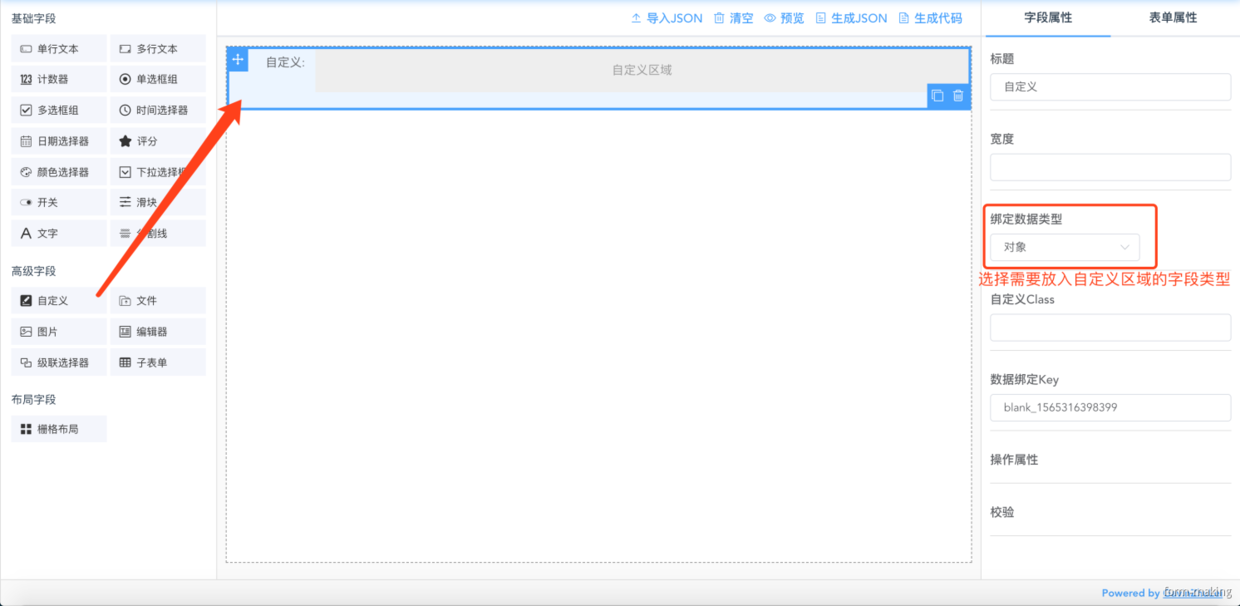 基础字段
单行文本
多行文本
计数器
单选框组
多选框组
时间选择器
日期选择器
评分
颜色选择器
下拉选择框
开关
滑块
文字
分割线
高级字段
自定义
文件
图片
编辑器
级联选择器
子表单
布局字段
栅格布局
导入JSON 清空 预览 生成JSON 生成代码
自定义:
自定义区域
字段属性 表单属性
标题
自定义
宽度
绑定数据类型
对象
选择需要放入自定义区域的字段类型
自定义Class
数据绑定Key
blank_1565316398399
操作属性
校验
Powered by